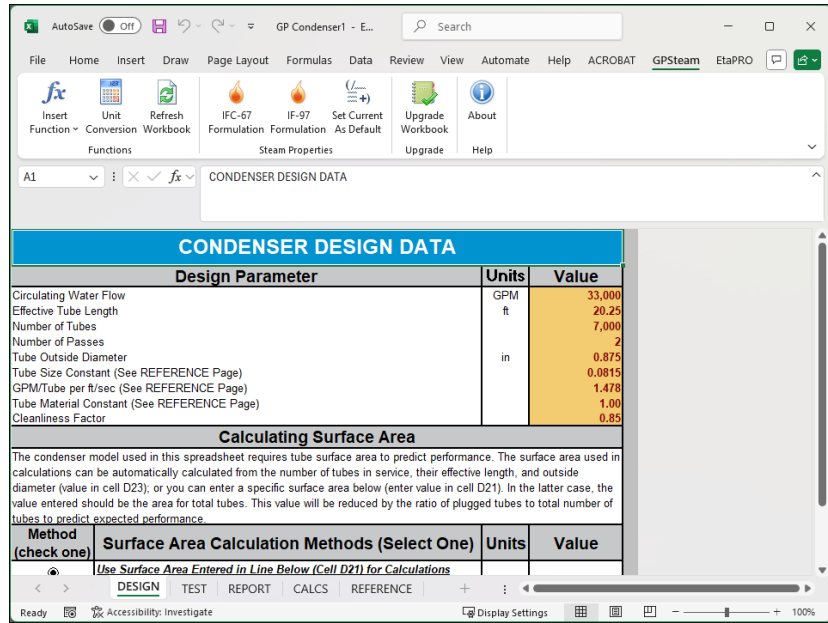 AutoSave Off GP Condenser1 - E... Search
File Home Insert Draw Page Layout Formulas Data Review View Automate Help ACROBAT GPSteam EtaPRO
Insert Function Unit Conversion Refresh Workbook IFC-67 Formulation IF-97 Formulation Set Current As Default Upgrade Workbook About
Functions Steam Properties Upgrade Help
A1 fx CONDENSER DESIGN DATA
CONDENSER DESIGN DATA
Design Parameter Units Value
Circulating Water Flow GPM 33,000
Effective Tube Length ft 20.25
Number of Tubes 7,000
Number of Passes 2
Tube Outside Diameter in 0.875
Tube Size Constant (See REFERENCE Page) 0.0815
GPM/Tube per ft/sec (See REFERENCE Page) 1.478
Tube Material Constant (See REFERENCE Page) 1.00
Cleanliness Factor 0.85
Calculating Surface Area
The condenser model used in this spreadsheet requires tube surface area to predict performance. The surface area used in
calculations can be automatically calculated from the number of tubes in service, their effective length, and outside
diameter (value in cell D23); or you can enter a specific surface area below (enter value in cell D21). In the latter case, the
value entered should be the area for total tubes. This value will be reduced by the ratio of plugged tubes to total number of
tubes to predict expected performance.
Method (check one) Surface Area Calculation Methods (Select One) Units Value
Use Surface Area Entered in Line Below (Cell D21) for Calculations
DESIGN TEST REPORT CALCS REFERENCE
Ready Accessibility: Investigate Display Settings 100%